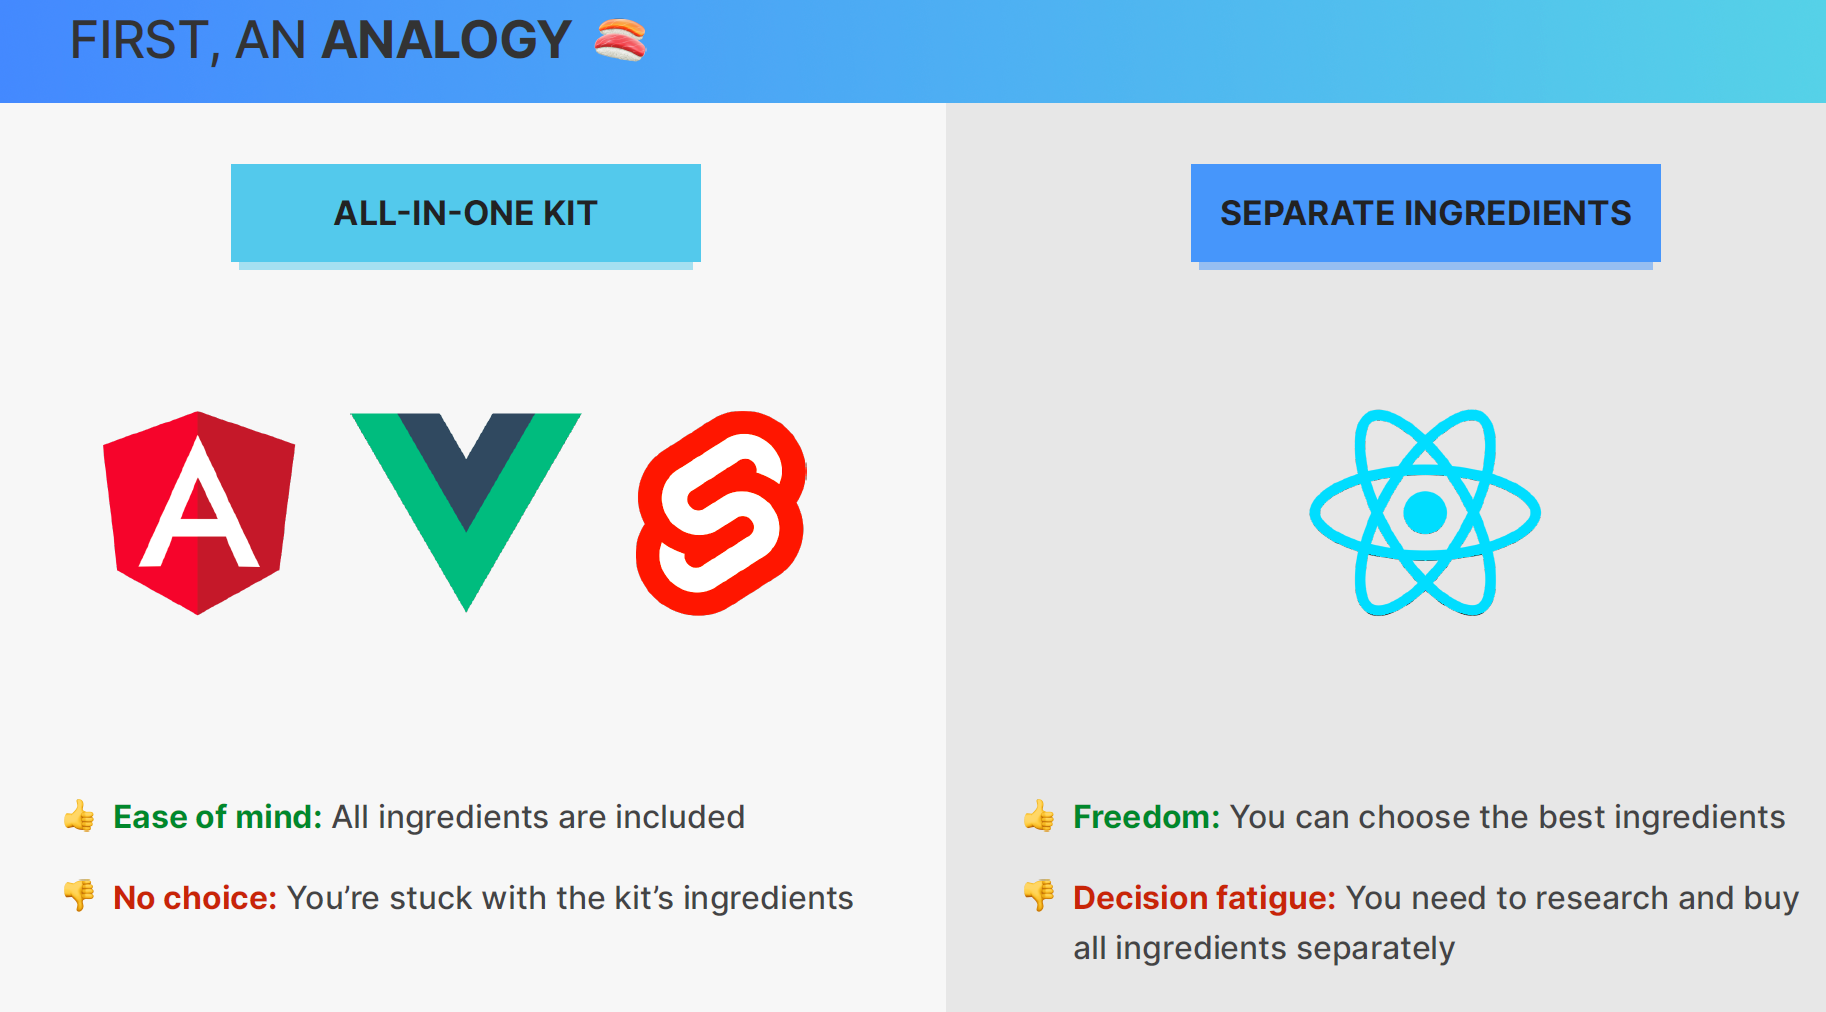 FIRST, AN ANALOGY
ALL-IN-ONE KIT
Ease of mind: All ingredients are included
No choice: You’re stuck with the kit’s ingredients
SEPARATE INGREDIENTS
Freedom: You can choose the best ingredients
Decision fatigue: You need to research and buy
all ingredients separately